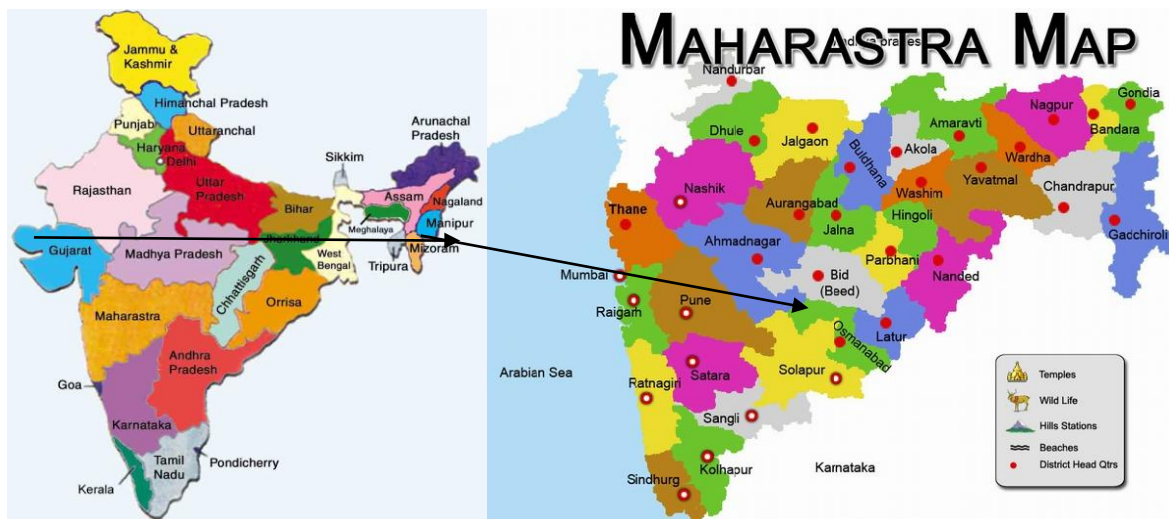 Jammu &
Kashmir
Himanchal Pradesh
Punjab
Uttaranchal
Haryana
Delhi
Arunachal
Pradesh
Sikkim
Rajasthan
Uttar
Pradesh
Assam
Nagaland
Bihar
Meghalaya
Manipur
Jharkhand
Gujarat
Madhya Pradesh
West
Bengal
Tripura
Mizoram
Chhattisgarh
Maharastra
Orrisa
Andhra
Pradesh
Goa
Karnataka
Tamil
Nadu
Pondicherry
Kerala
MAHARASTRA MAP
Nandurbar
Dhule
Jalgaon
Buldhana
Akola
Amaravti
Nagpur
Gondia
Bandara
Wardha
Nashik
Washim
Yavatmal
Chandrapur
Thane
Aurangabad
Jalna
Hingoli
Gadchiroli
Ahmadnagar
Parbhani
Nanded
Mumbai
Bid
(Beed)
Raigam
Pune
Osmanabad
Latur
Arabian Sea
Ratnagiri
Satara
Solapur
Sangli
Kolhapur
Karnataka
Sindhurg
Temples
Wild Life
Hills Stations
Beaches
District Head Qtrs